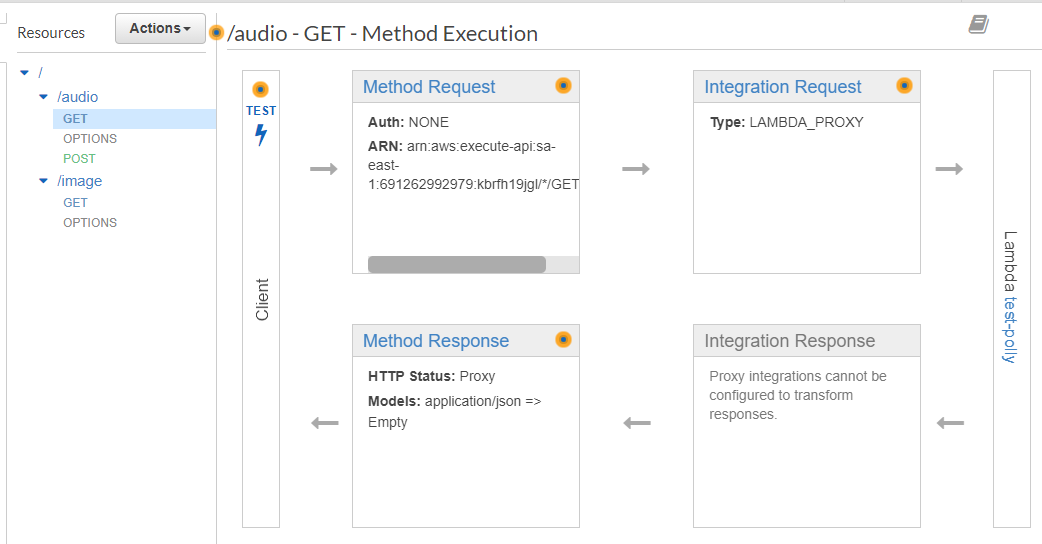 Resources
Actions
/audio - GET - Method Execution
/
/audio
GET
OPTIONS
POST
/image
GET
OPTIONS
TEST
Client
Method Request
Auth: NONE
ARN: arn:aws:execute-api:sa-
east-
1:691262992979:kbrfh19jgl/*/GET
Integration Request
Type: LAMBDA_PROXY
Lambda test-polly
Method Response
HTTP Status: Proxy
Models: application/json =>
Empty
Integration Response
Proxy integrations cannot be
configured to transform
responses.